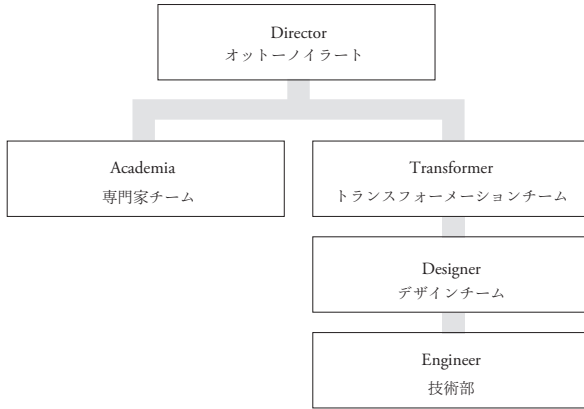 Director
オットーノイラート
Academia
専門家チーム
Transformer
トランスフォーメーションチーム
Designer
デザインチーム
Engineer
技術部